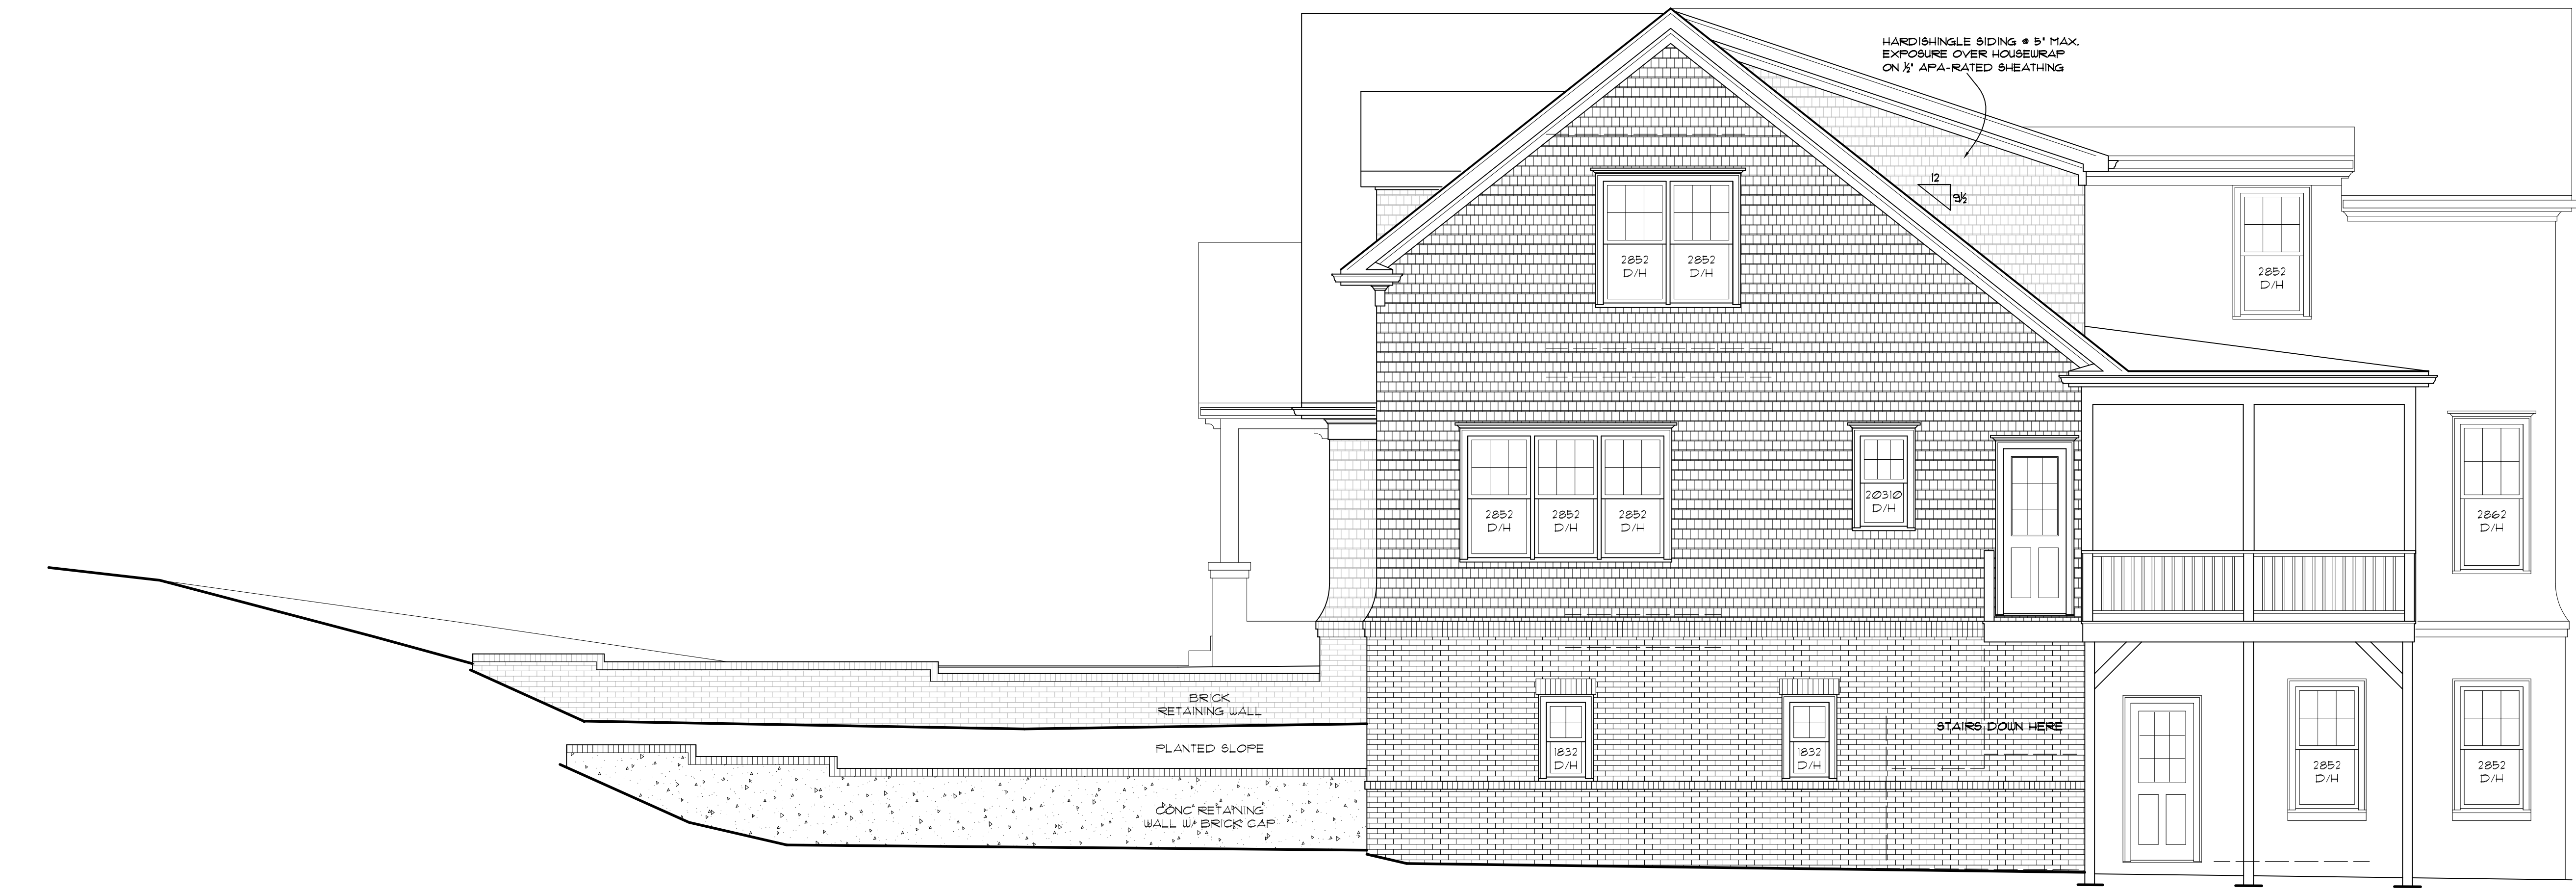 HARDISHINGLE SIDING @ 5" MAX.
EXPOSURE OVER HOUSEWRAP
ON ½" APA-RATED SHEATHING
12
9½
2852
D/H
2852
D/H
2852
D/H
2852
D/H
2852
D/H
2852
D/H
20310
D/H
2862
D/H
BRICK
RETAINING WALL
PLANTED SLOPE
CONC RETAINING
WALL W/ BRICK CAP
1832
D/H
1832
D/H
STAIRS DOWN HERE
2852
D/H
2852
D/H